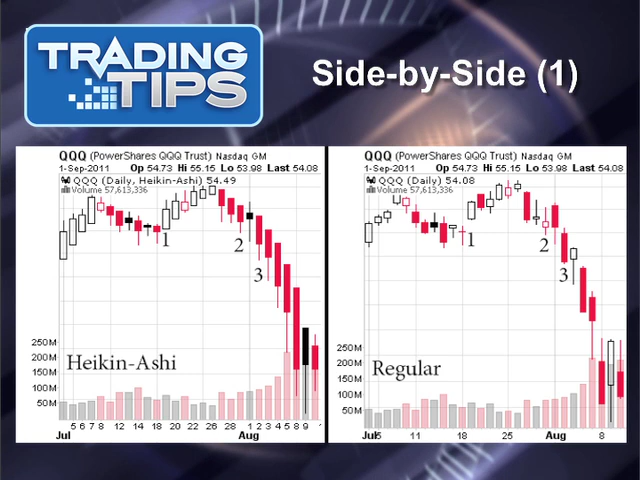 TRADING
TIPS
Side-by-Side (1)
QQQ (PowerShares QQQ Trust) Nasdaq GM
1-Sep-2011 Op 54.73 Hi 55.15 Lo 53.98 Last 54.08
QQQ (Daily, Heikin-Ashi) 54.49
Volume 57,613,336
1
2
3
250M
200M
150M
100M
50M
Heikin-Ashi
5 6 7 8 12 14 18 20 22 26 28 1 2 3 4 5 8 9 1
Jul Aug
QQQ (PowerShares QQQ Trust) Nasdaq GM
1-Sep-2011 Op 54.73 Hi 55.15 Lo 53.98 Last 54.08
QQQ (Daily) 54.08
Volume 57,613,336
1
2
3
250M
200M
150M
100M
50M
Regular
Jul5 11 18 25 Aug 8